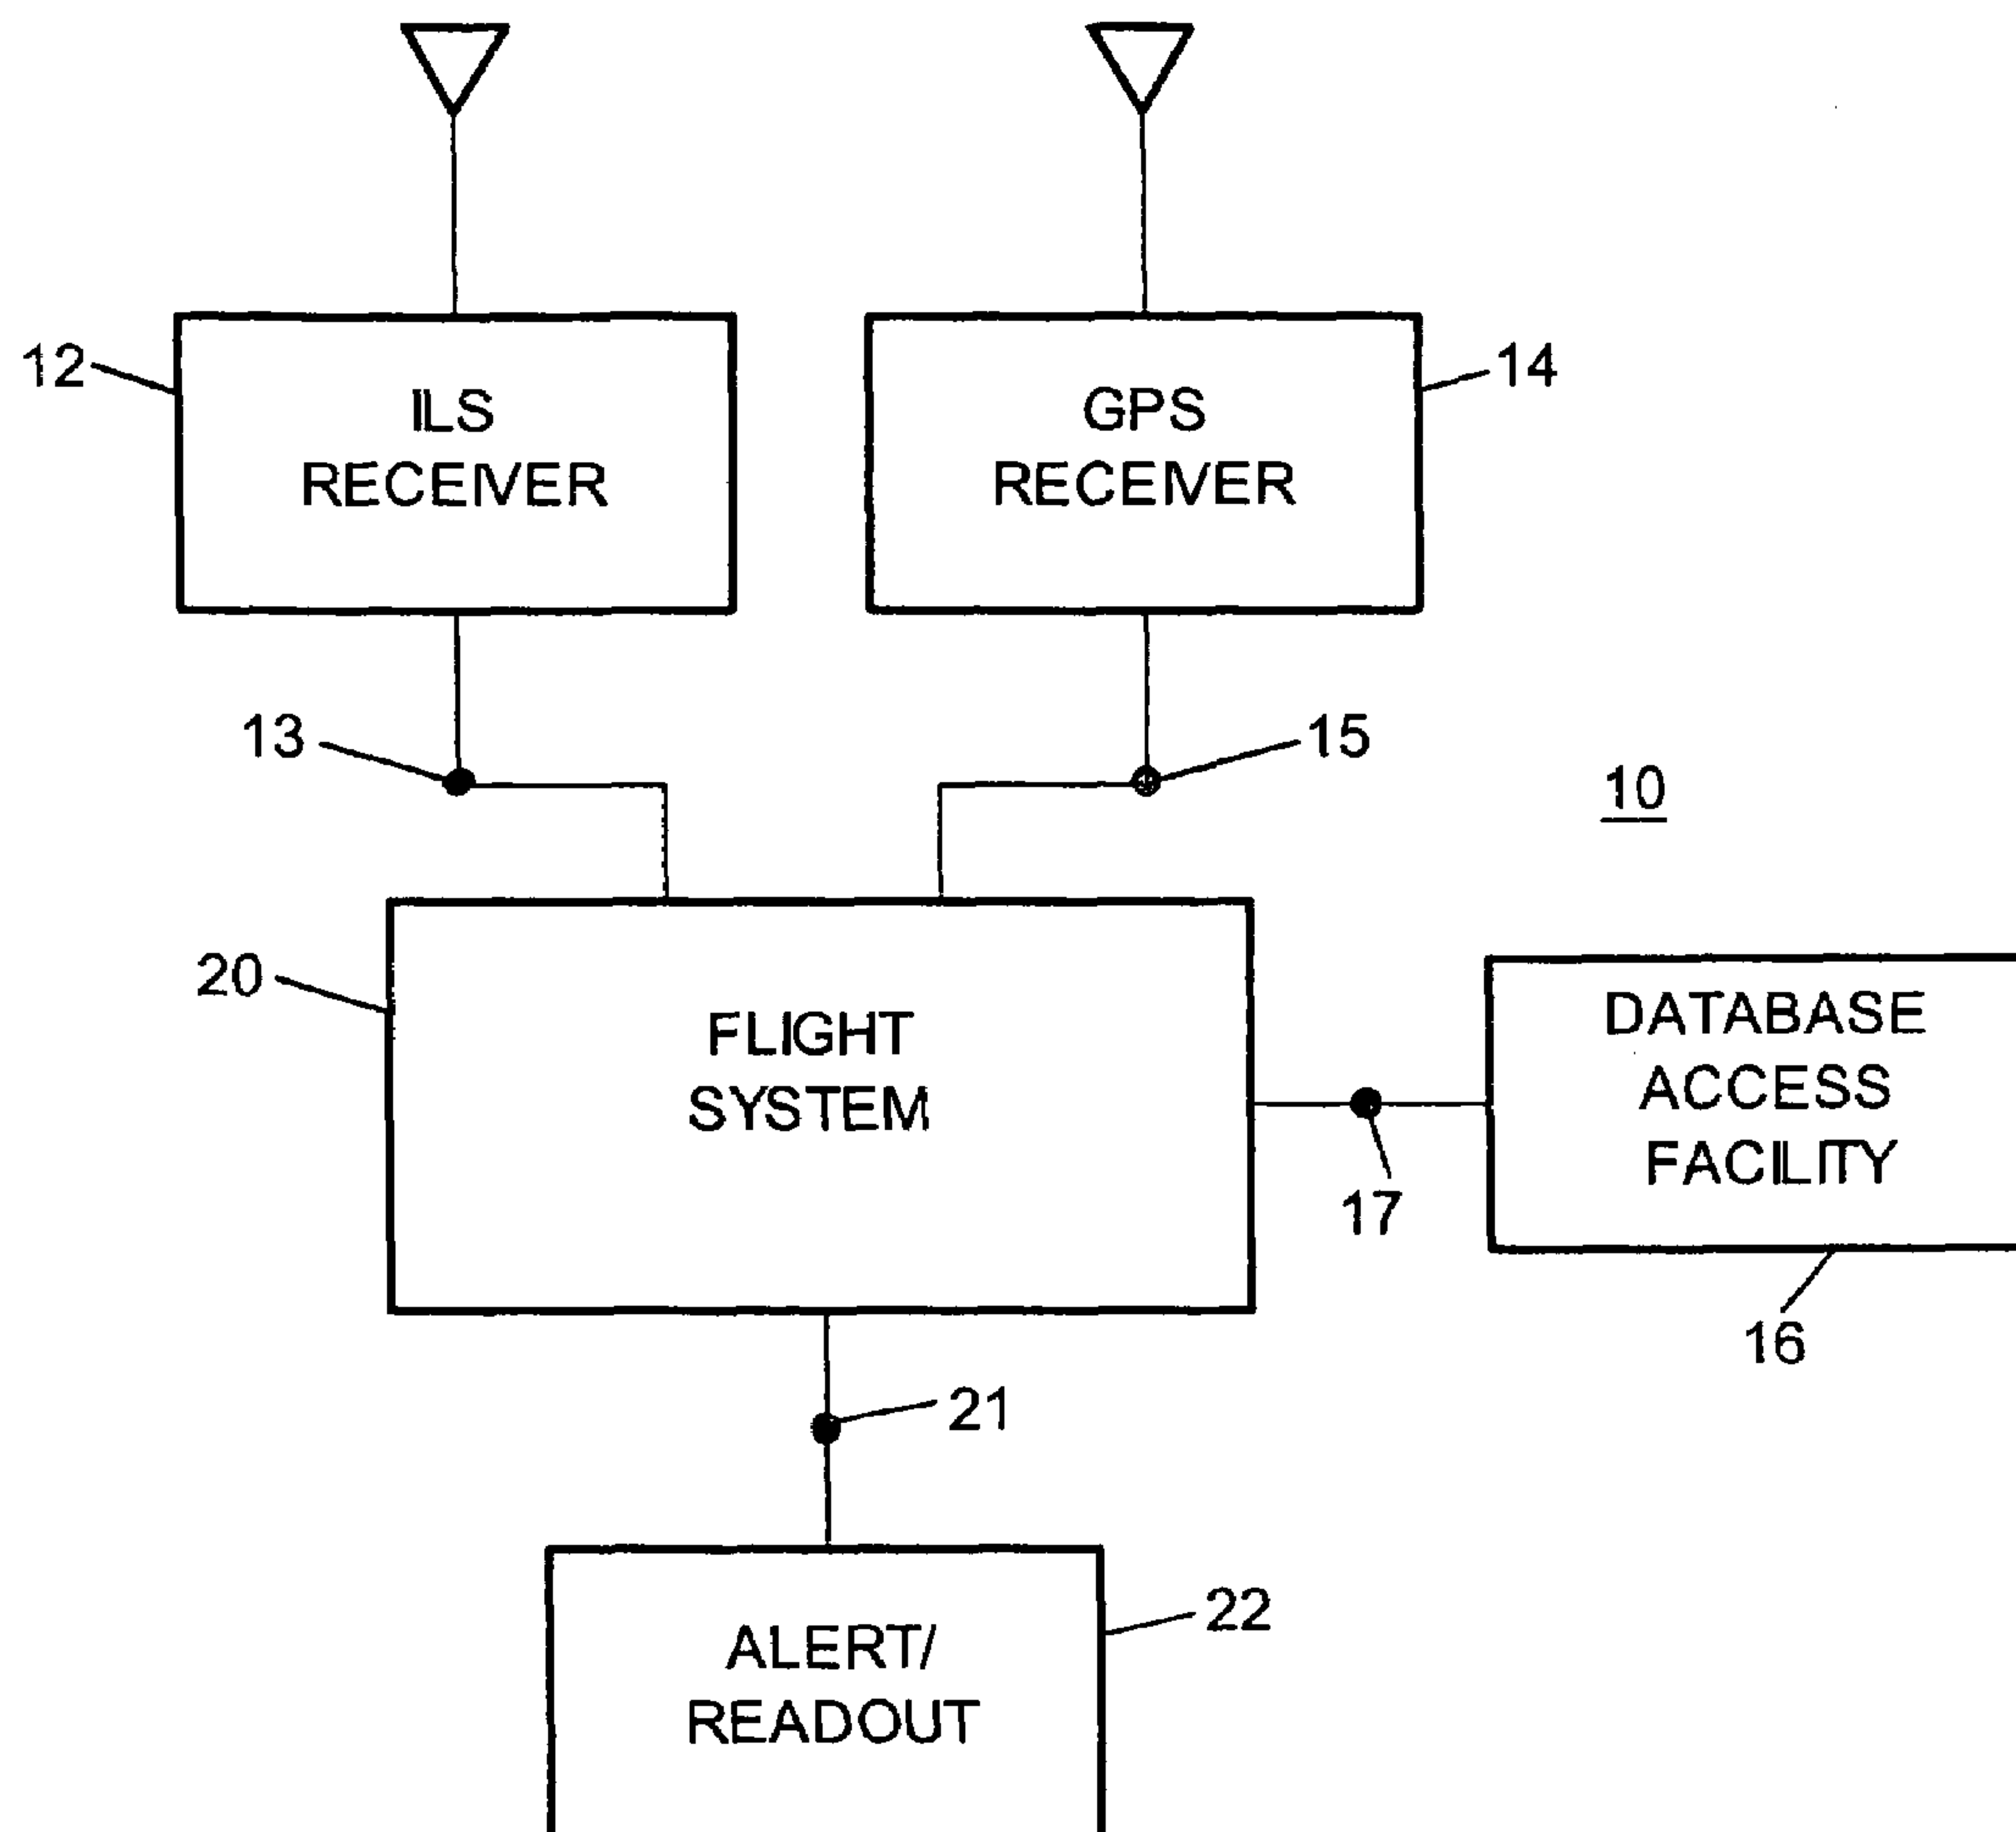 12
ILS
RECEIVER
GPS
RECEIVER
14
13
15
10
20
FLIGHT
SYSTEM
DATABASE
ACCESS
FACILITY
17
16
21
22
ALERT/
READOUT